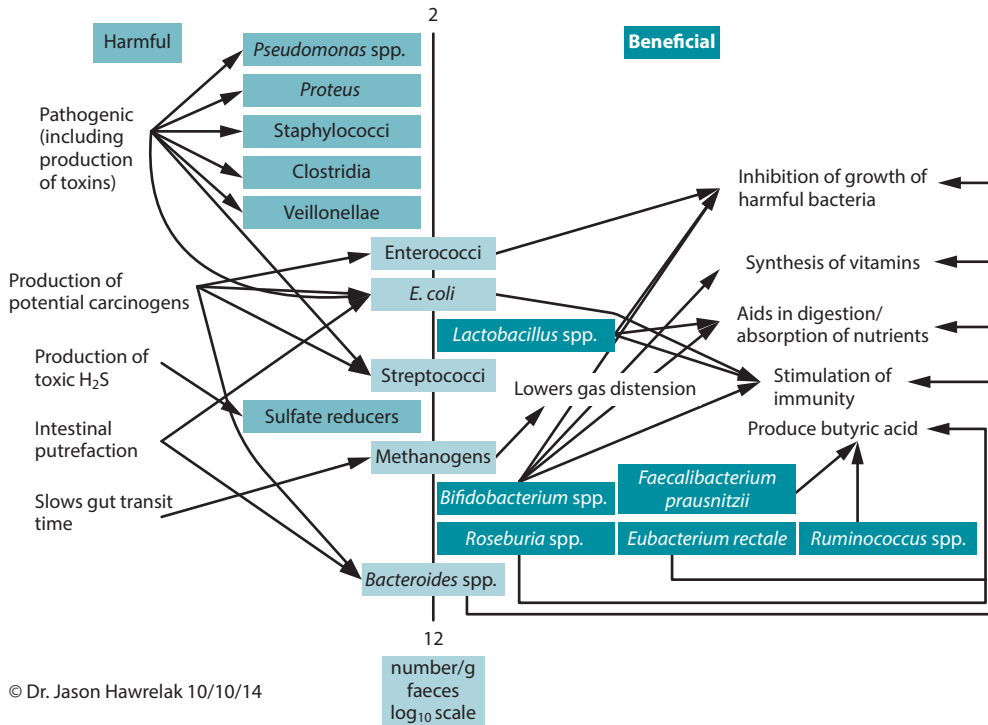 2
Harmful
Beneficial
Pseudomonas spp.
Proteus
Staphylococci
Clostridia
Veillonellae
Pathogenic
(including
production
of toxins)
Inhibition of growth of
harmful bacteria
Enterococci
Synthesis of vitamins
Production of
potential carcinogens
E. coli
Lactobacillus spp.
Aids in digestion/
absorption of nutrients
Production of
toxic H₂S
Streptococci
Lowers gas distension
Stimulation of
immunity
Sulfate reducers
Intestinal
putrefaction
Produce butyric acid
Methanogens
Slows gut transit
time
Bifidobacterium spp.
Faecalibacterium
prausnitzii
Roseburia spp.
Eubacterium rectale
Ruminococcus spp.
Bacteroides spp.
12
number/g
faeces
log₁₀ scale
© Dr. Jason Hawrelak 10/10/14